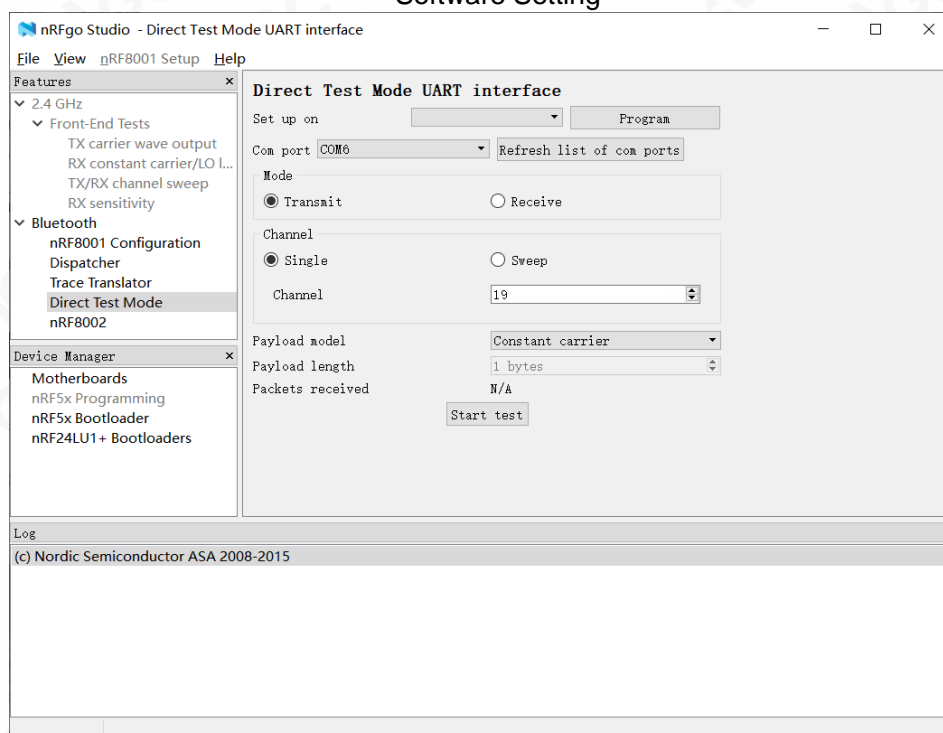 Software Setting
nRFgo Studio - Direct Test Mode UART interface
File View nRF8001 Setup Help
Features
2.4 GHz
Front-End Tests
TX carrier wave output
RX constant carrier/LO l...
TX/RX channel sweep
RX sensitivity
Bluetooth
nRF8001 Configuration
Dispatcher
Trace Translator
Direct Test Mode
nRF8002
Device Manager
Motherboards
nRF5x Programming
nRF5x Bootloader
nRF24LU1+ Bootloaders
Direct Test Mode UART interface
Set up on Program
Com port COM6 Refresh list of com ports
Mode
Transmit Receive
Channel
Single Sweep
Channel 19
Payload model Constant carrier
Payload length 1 bytes
Packets received N/A
Start test
Log
(c) Nordic Semiconductor ASA 2008-2015